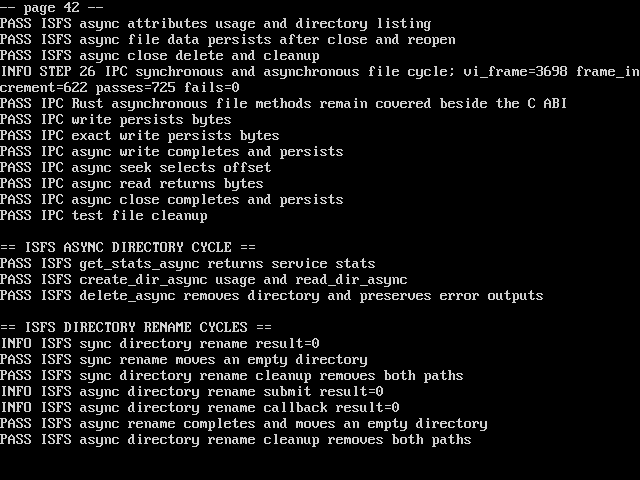 -- page 42 --
PASS ISFS async attributes usage and directory listing
PASS ISFS async file data persists after close and reopen
PASS ISFS async close delete and cleanup
INFO STEP 26 IPC synchronous and asynchronous file cycle; vi_frame=3698 frame_in
crement=622 passes=725 fails=0
PASS IPC Rust asynchronous file methods remain covered beside the C ABI
PASS IPC write persists bytes
PASS IPC exact write persists bytes
PASS IPC async write completes and persists
PASS IPC async seek selects offset
PASS IPC async read returns bytes
PASS IPC async close completes and persists
PASS IPC test file cleanup

== ISFS ASYNC DIRECTORY CYCLE ==
PASS ISFS get_stats_async returns service stats
PASS ISFS create_dir_async usage and read_dir_async
PASS ISFS delete_async removes directory and preserves error outputs

== ISFS DIRECTORY RENAME CYCLES ==
INFO ISFS sync directory rename result=0
PASS ISFS sync rename moves an empty directory
PASS ISFS sync directory rename cleanup removes both paths
INFO ISFS async directory rename submit result=0
INFO ISFS async directory rename callback result=0
PASS ISFS async rename completes and moves an empty directory
PASS ISFS async directory rename cleanup removes both paths